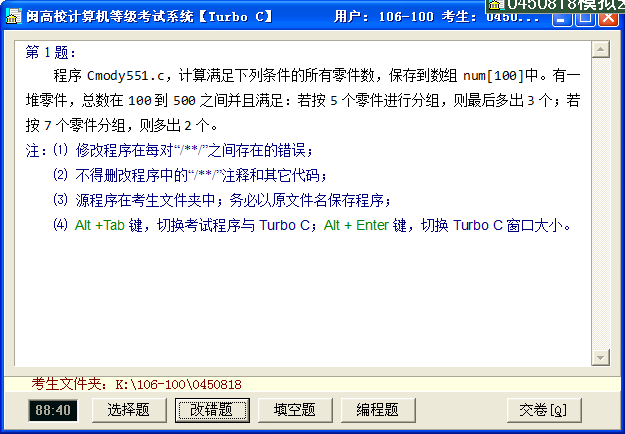 0450818模拟
闽高校计算机等级考试系统【Turbo C】 用户: 106-100 考生: 0450...
第 1 题:
程序 Cmody551.c，计算满足下列条件的所有零件数，保存到数组 num[100]中。有一
堆零件，总数在 100 到 500 之间并且满足：若按 5 个零件进行分组，则最后多出 3 个；若
按 7 个零件分组，则多出 2 个。
注：⑴ 修改程序在每对“/**/”之间存在的错误；
⑵ 不得删改程序中的“/**/”注释和其它代码；
⑶ 源程序在考生文件夹中；务必以原文件名保存程序；
⑷ Alt +Tab 键，切换考试程序与 Turbo C；Alt + Enter 键，切换 Turbo C 窗口大小。
考生文件夹：K:\106-100\0450818
88:40 选择题 改错题 填空题 编程题 交卷[Q]